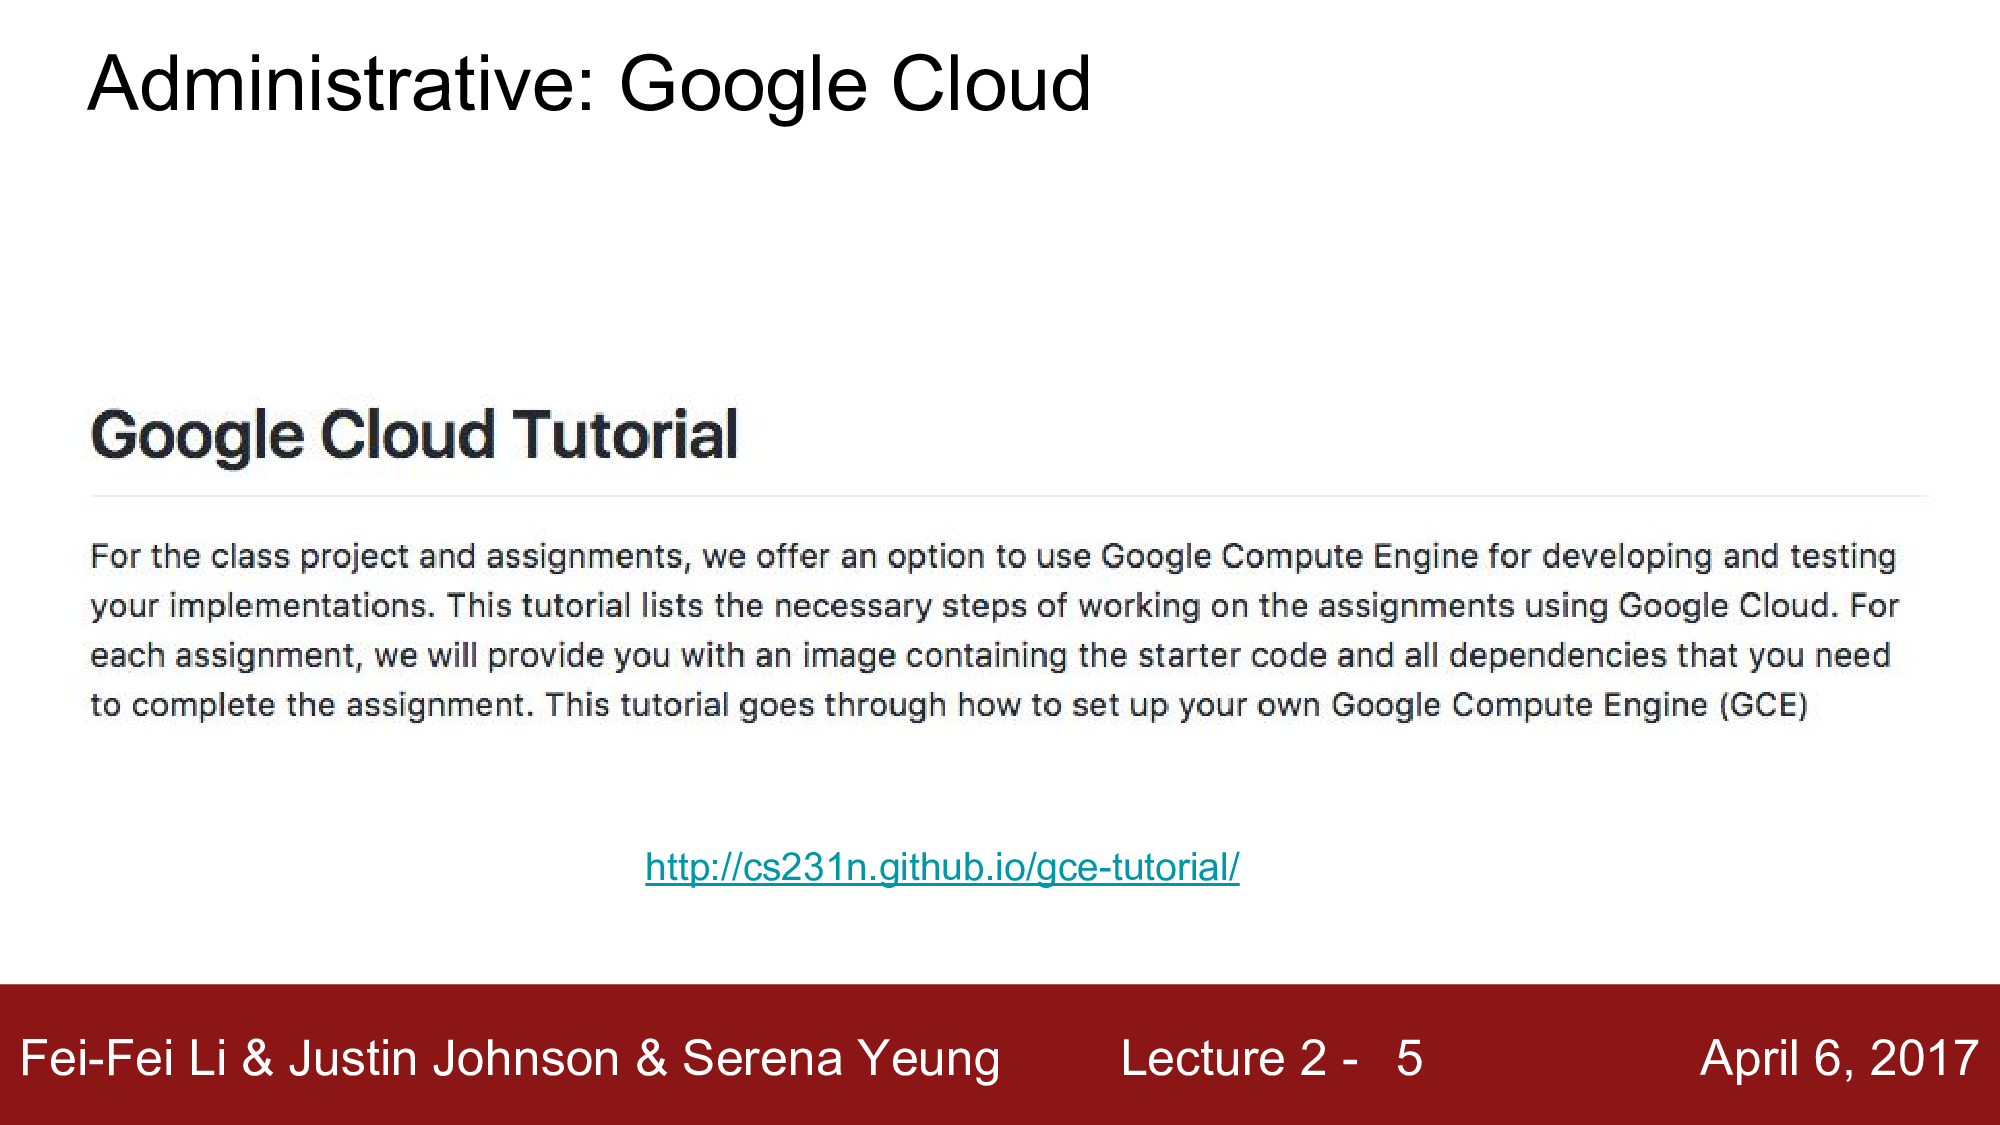 Administrative: Google Cloud
Google Cloud Tutorial
For the class project and assignments, we offer an option to use Google Compute Engine for developing and testing
your implementations. This tutorial lists the necessary steps of working on the assignments using Google Cloud. For
each assignment, we will provide you with an image containing the starter code and all dependencies that you need
to complete the assignment. This tutorial goes through how to set up your own Google Compute Engine (GCE)
http://cs231n.github.io/gce-tutorial/
Fei-Fei Li & Justin Johnson & Serena Yeung Lecture 2 - 5 April 6, 2017